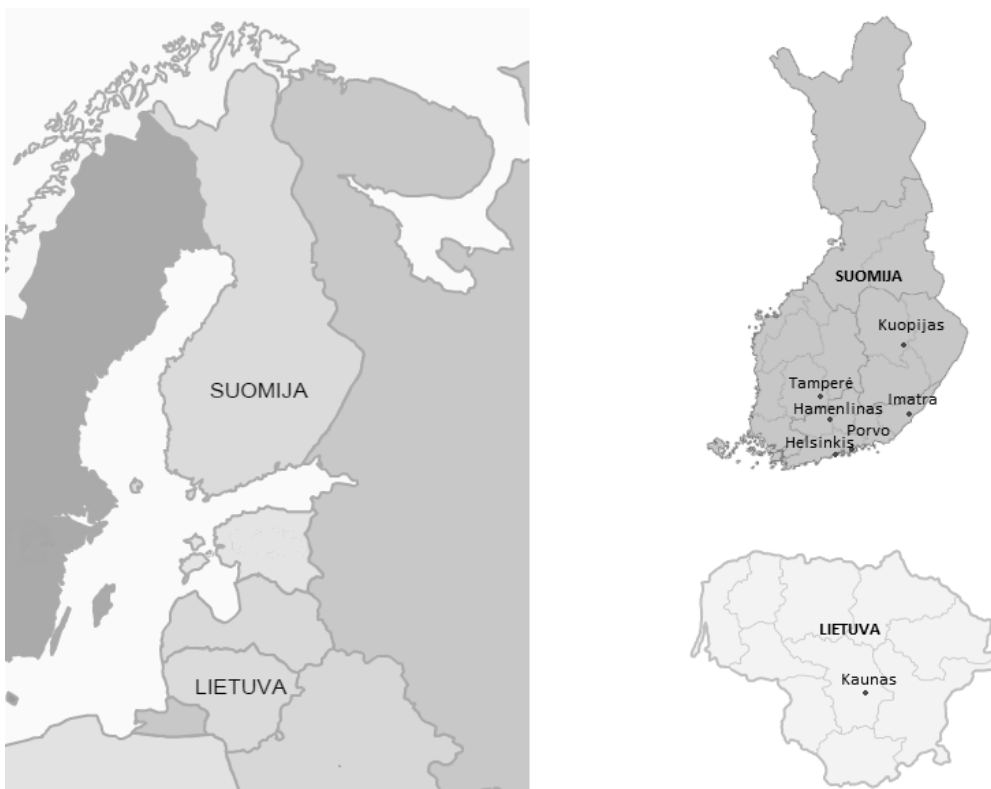 SUOMIJA
LIETUVA
SUOMIJA
Kuopijas
Tamperė
Imatra
Hamenlinas
Porvo
Helsinkis
LIETUVA
Kaunas